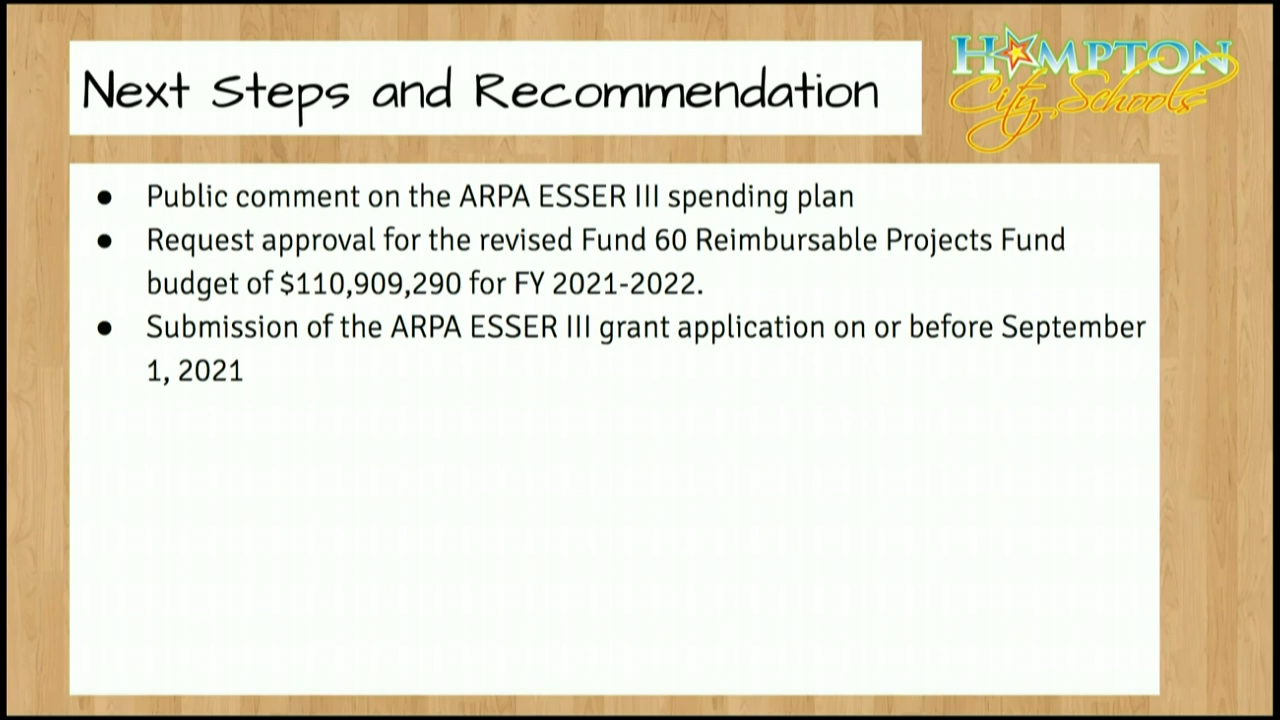 Next Steps and Recommendation
HAMPTON
City Schools
● Public comment on the ARPA ESSER III spending plan
● Request approval for the revised Fund 60 Reimbursable Projects Fund
budget of $110,909,290 for FY 2021-2022.
● Submission of the ARPA ESSER III grant application on or before September
1, 2021